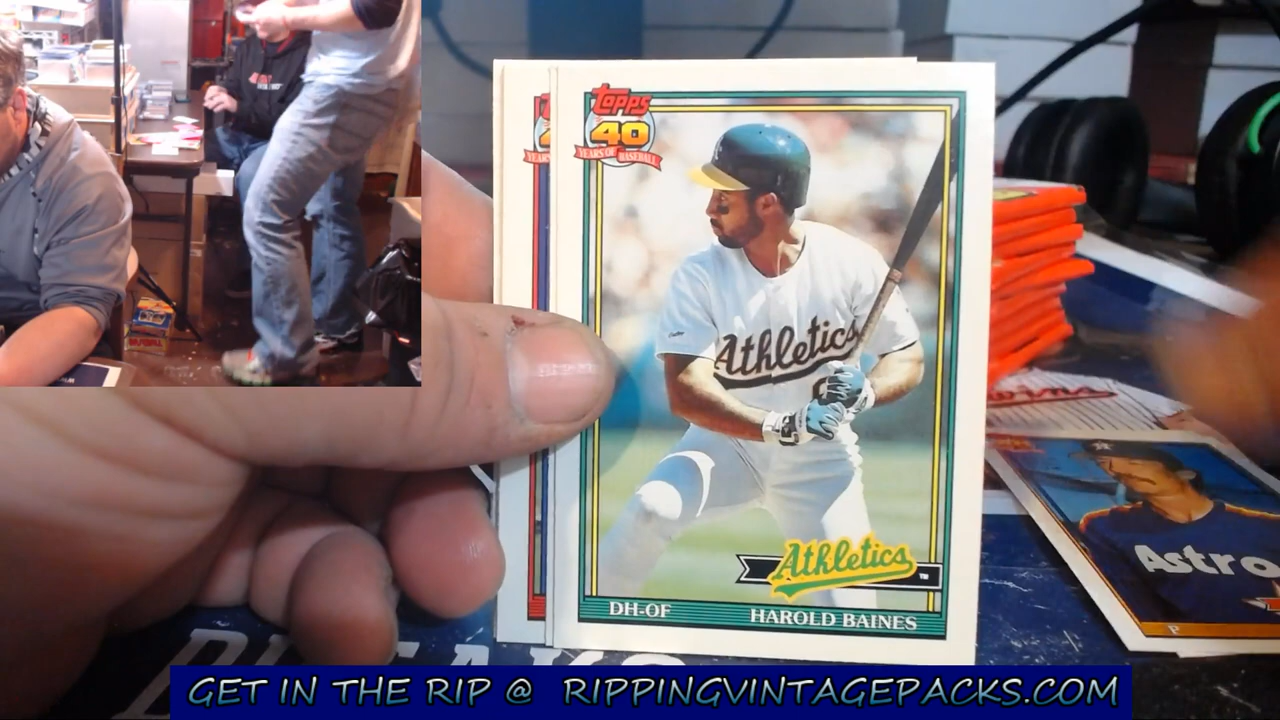 Topps
40
YEARS OF BASEBALL
Athletics
Athletics
DH-OF HAROLD BAINES
Astro
P
GET IN THE RIP @ RIPPINGVINTAGEPACKS.COM